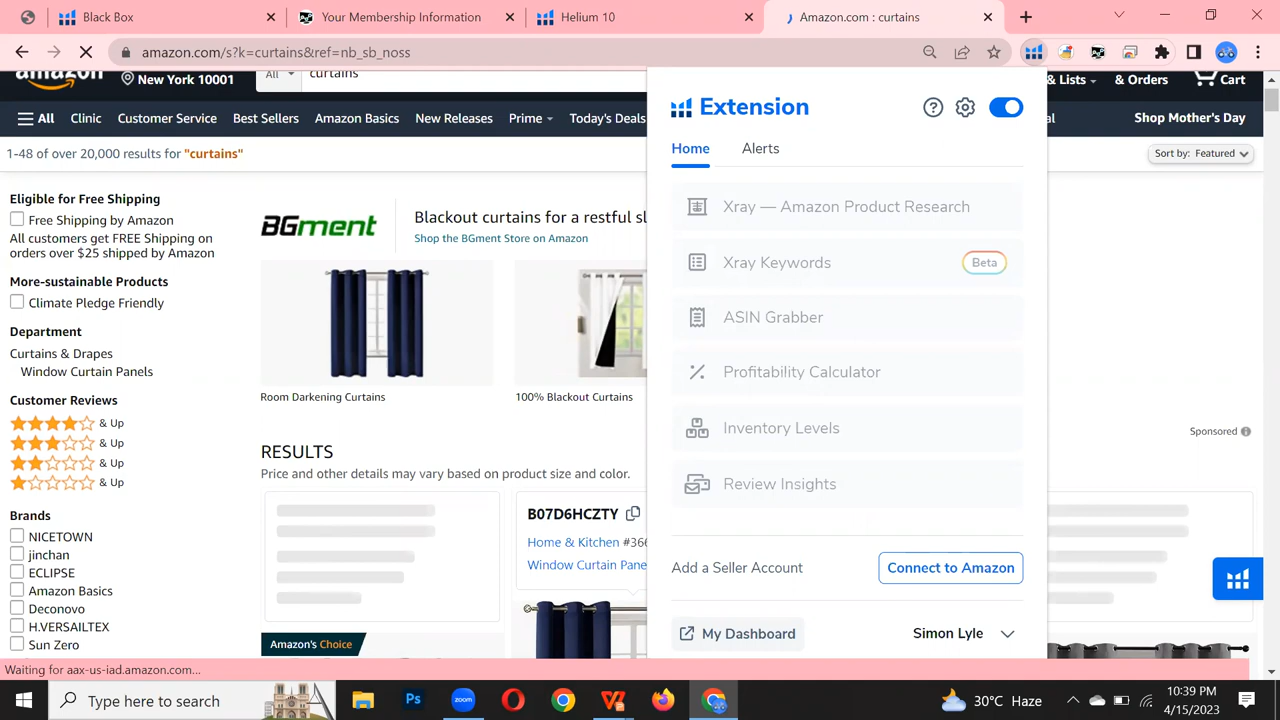 Black Box
Your Membership Information
Helium 10
Amazon.com : curtains
amazon.com/s?k=curtains&ref=nb_sb_noss
amazon
New York 10001
All
curtains
& Lists
& Orders
Cart
All
Clinic
Customer Service
Best Sellers
Amazon Basics
New Releases
Prime
Today's Deals
Shop Mother's Day
1-48 of over 20,000 results for "curtains"
Sort by: Featured
Extension
Home
Alerts
Xray — Amazon Product Research
Xray Keywords
Beta
ASIN Grabber
Profitability Calculator
Inventory Levels
Review Insights
Add a Seller Account
Connect to Amazon
My Dashboard
Simon Lyle
Eligible for Free Shipping
Free Shipping by Amazon
All customers get FREE Shipping on
orders over $25 shipped by Amazon
More-sustainable Products
Climate Pledge Friendly
Department
Curtains & Drapes
Window Curtain Panels
Customer Reviews
& Up
& Up
& Up
& Up
Brands
NICETOWN
jinchan
ECLIPSE
Amazon Basics
Deconovo
H.VERSAILTEX
Sun Zero
BGment
Blackout curtains for a restful sl
Shop the BGment Store on Amazon
Room Darkening Curtains
100% Blackout Curtains
Sponsored
RESULTS
Price and other details may vary based on product size and color.
B07D6HCZTY
Home & Kitchen #366
Window Curtain Pane
Amazon's Choice
Waiting for aax-us-iad.amazon.com...
Type here to search
Ps
zoom
30°C Haze
10:39 PM
4/15/2023